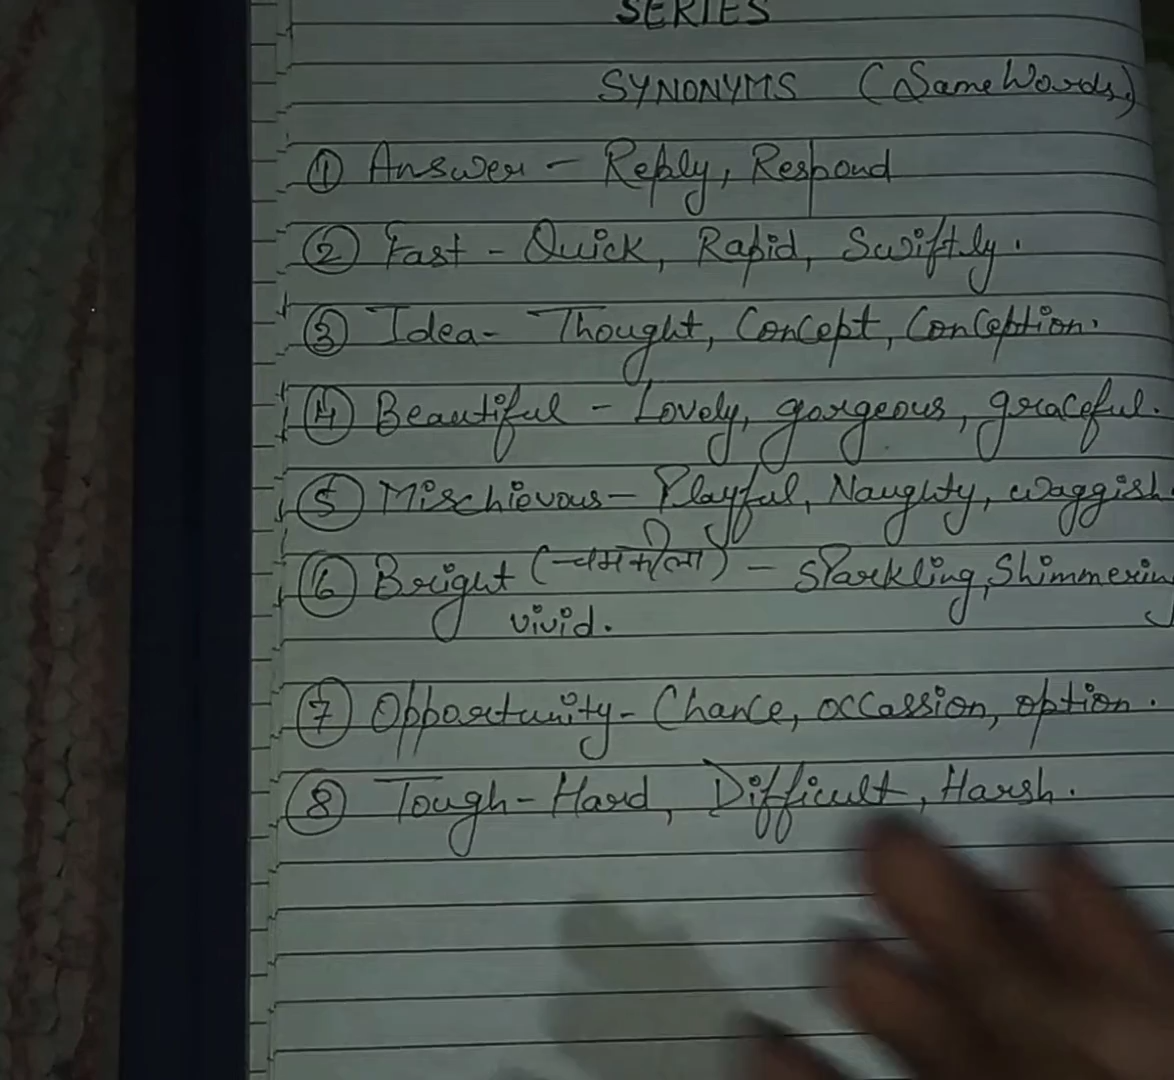 SERIES
SYNONYMS (Same Words)
① Answer - Reply, Respond
② Fast - Quick, Rapid, Swiftly.
③ Idea - Thought, Concept, Conception.
④ Beautiful - Lovely, gorgeous, graceful.
⑤ Mischievous - Playful, Naughty, waggish
⑥ Bright (चमकीला) - Sparkling, Shimmering
vivid.
⑦ Opportunity - Chance, occassion, option.
⑧ Tough - Hard, Difficult, Harsh.